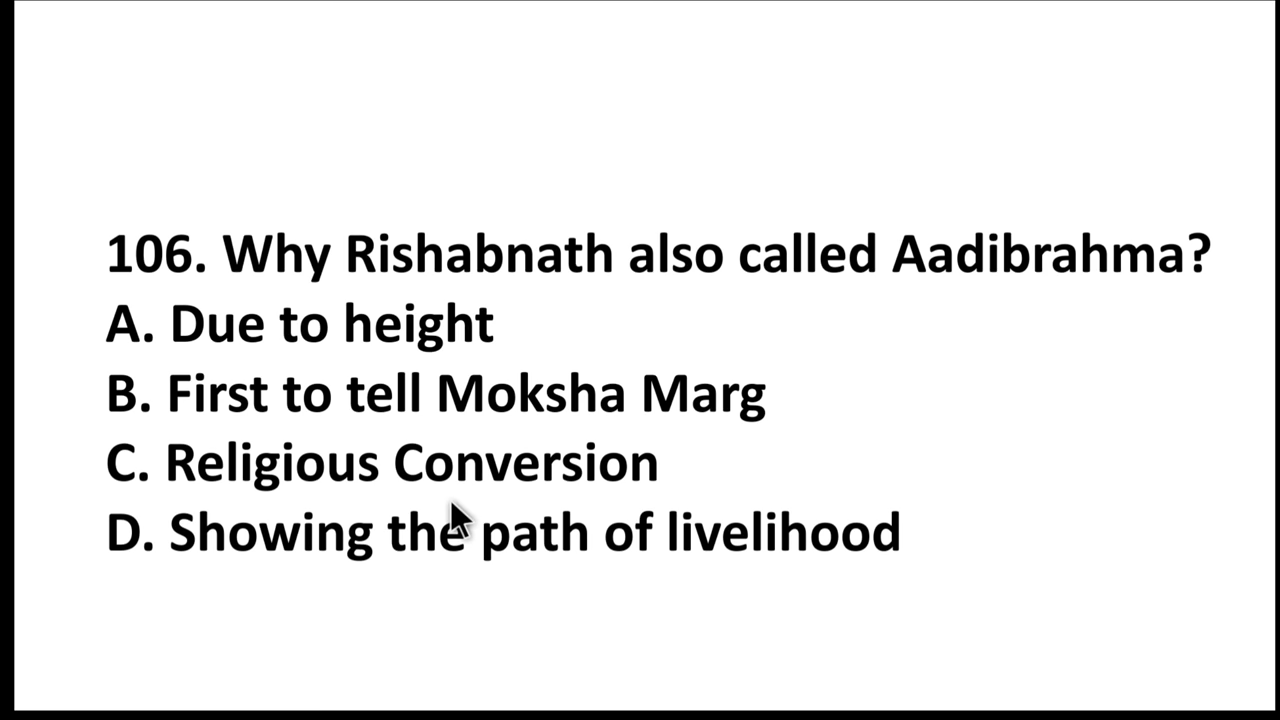 106. Why Rishabnath also called Aadibrahma?
A. Due to height
B. First to tell Moksha Marg
C. Religious Conversion
D. Showing the path of livelihood